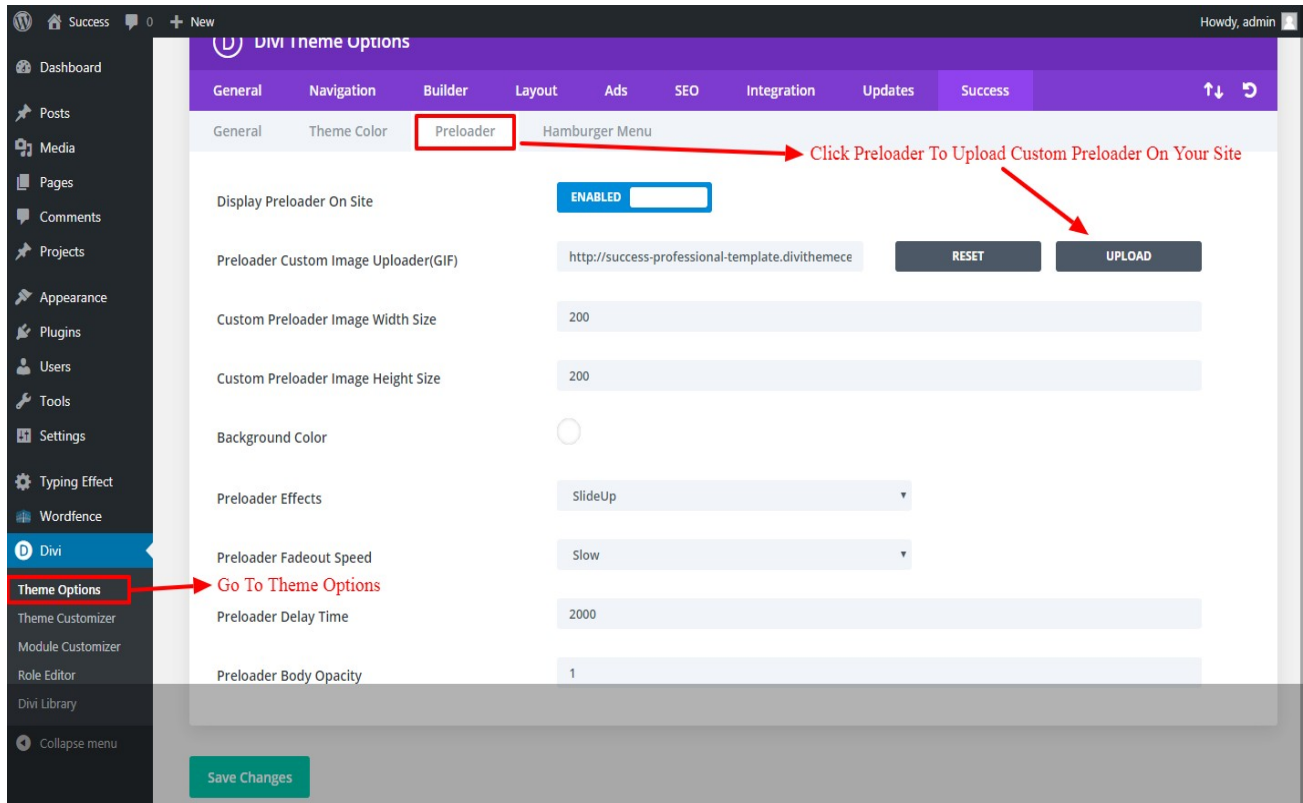 Success 0 New Howdy, admin
Dashboard
Posts
Media
Pages
Comments
Projects
Appearance
Plugins
Users
Tools
Settings
Typing Effect
Wordfence
Divi
Theme Options
Theme Customizer
Module Customizer
Role Editor
Divi Library
Collapse menu
Divi Theme Options
General Navigation Builder Layout Ads SEO Integration Updates Success
General Theme Color Preloader Hamburger Menu
Click Preloader To Upload Custom Preloader On Your Site
Display Preloader On Site ENABLED
Preloader Custom Image Uploader(GIF) http://success-professional-template.divithemece RESET UPLOAD
Custom Preloader Image Width Size 200
Custom Preloader Image Height Size 200
Background Color
Preloader Effects SlideUp
Preloader Fadeout Speed Slow
Go To Theme Options
Preloader Delay Time 2000
Preloader Body Opacity 1
Save Changes